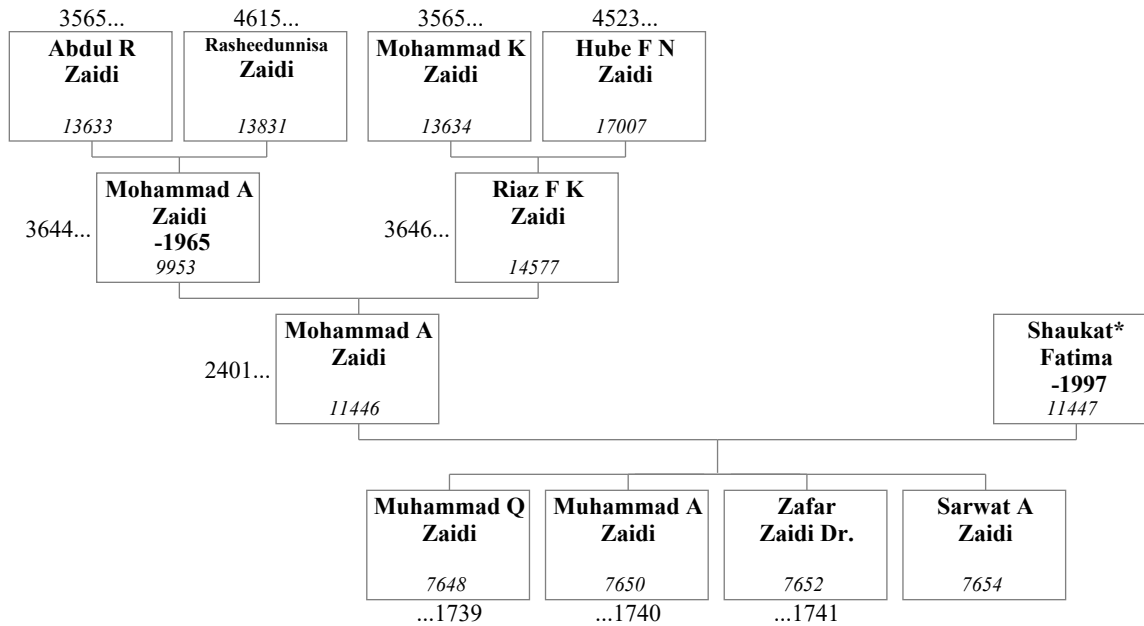 3565...
4615...
3565...
4523...
Abdul R
Zaidi
13633
Rasheedunnisa
Zaidi
13831
Mohammad K
Zaidi
13634
Hube F N
Zaidi
17007
3644...
Mohammad A
Zaidi
-1965
9953
3646...
Riaz F K
Zaidi
14577
2401...
Mohammad A
Zaidi
11446
Shaukat*
Fatima
-1997
11447
Muhammad Q
Zaidi
7648
...1739
Muhammad A
Zaidi
7650
...1740
Zafar
Zaidi Dr.
7652
...1741
Sarwat A
Zaidi
7654